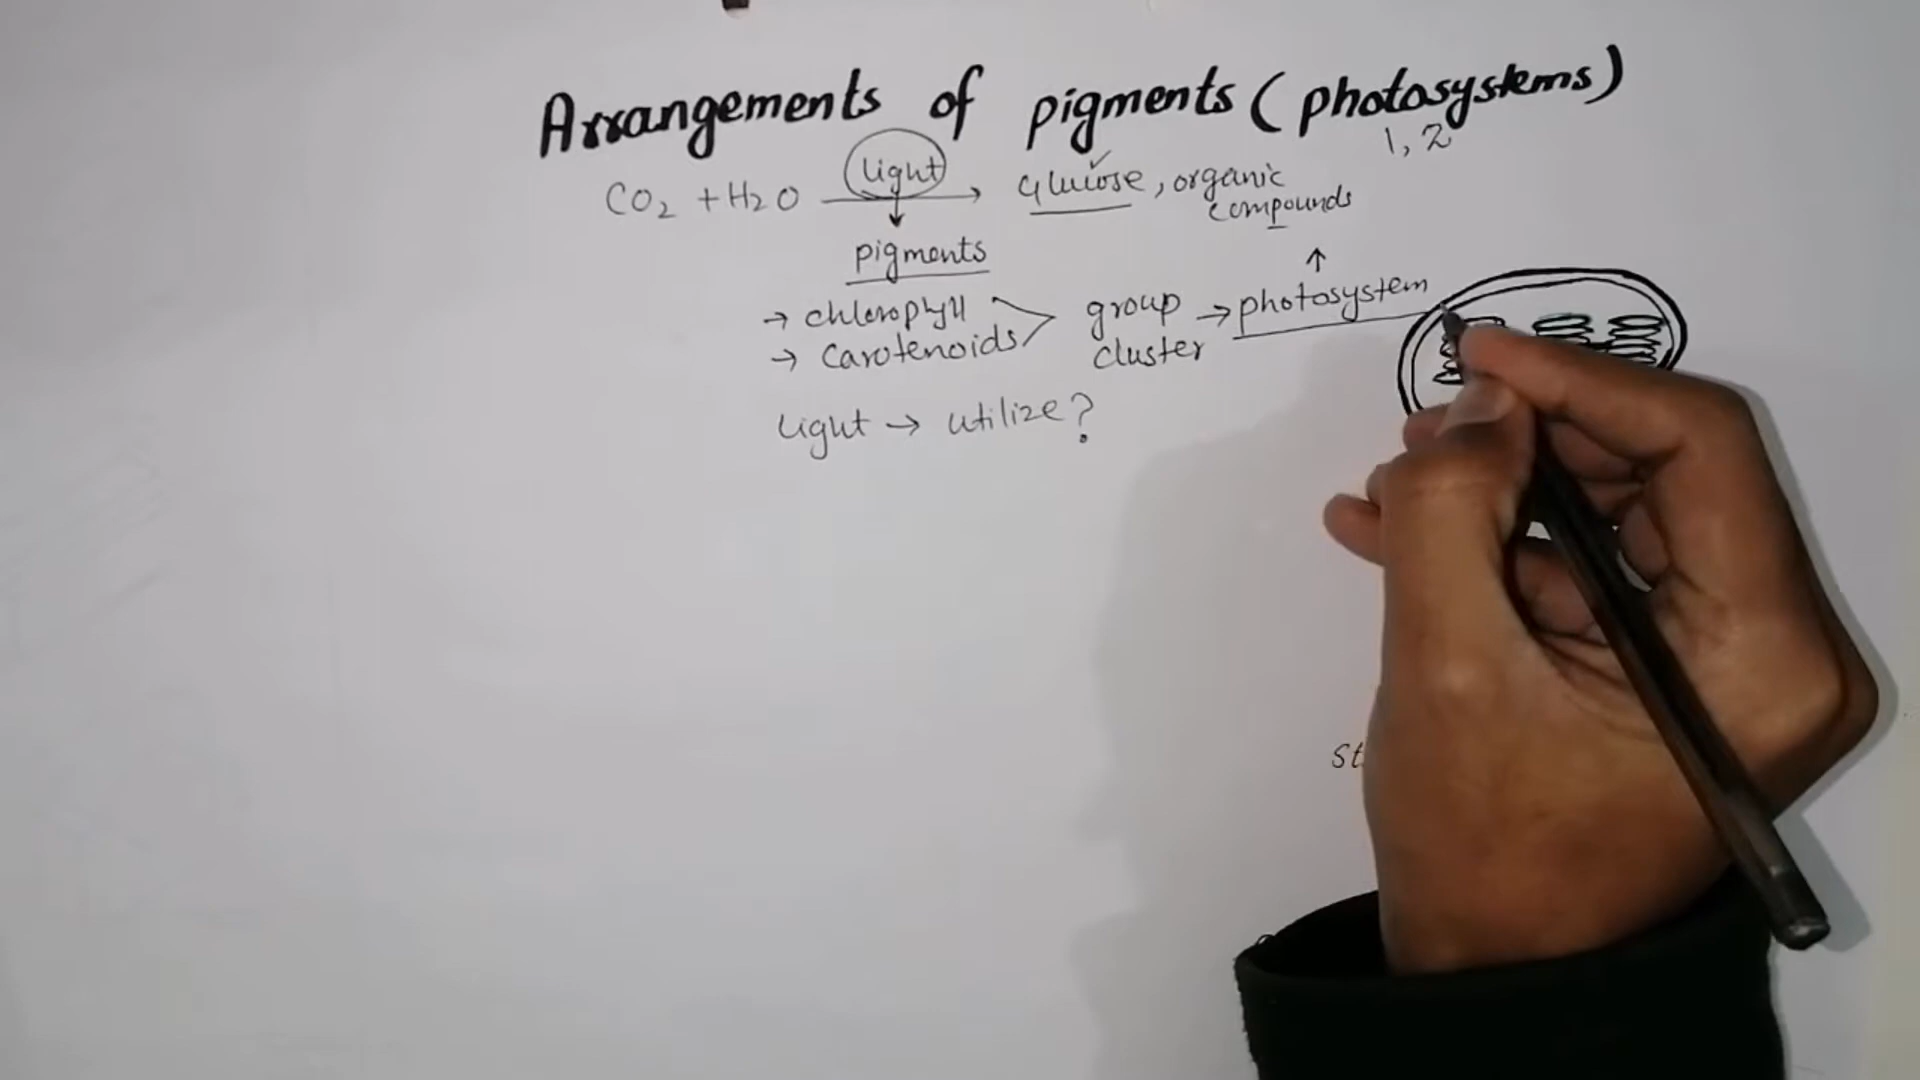 Arrangements of pigments (photosystems)
1, 2
CO2 + H2O light → Glucose, organic
compounds
pigments
→ chlorophyll
→ carotenoids
group → photosystem
cluster
Light → utilize?
St